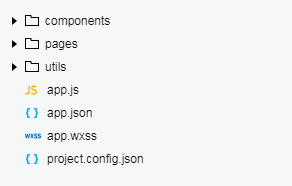 components
pages
utils
JS app.js
{ } app.json
wxss app.wxss
{ } project.config.json